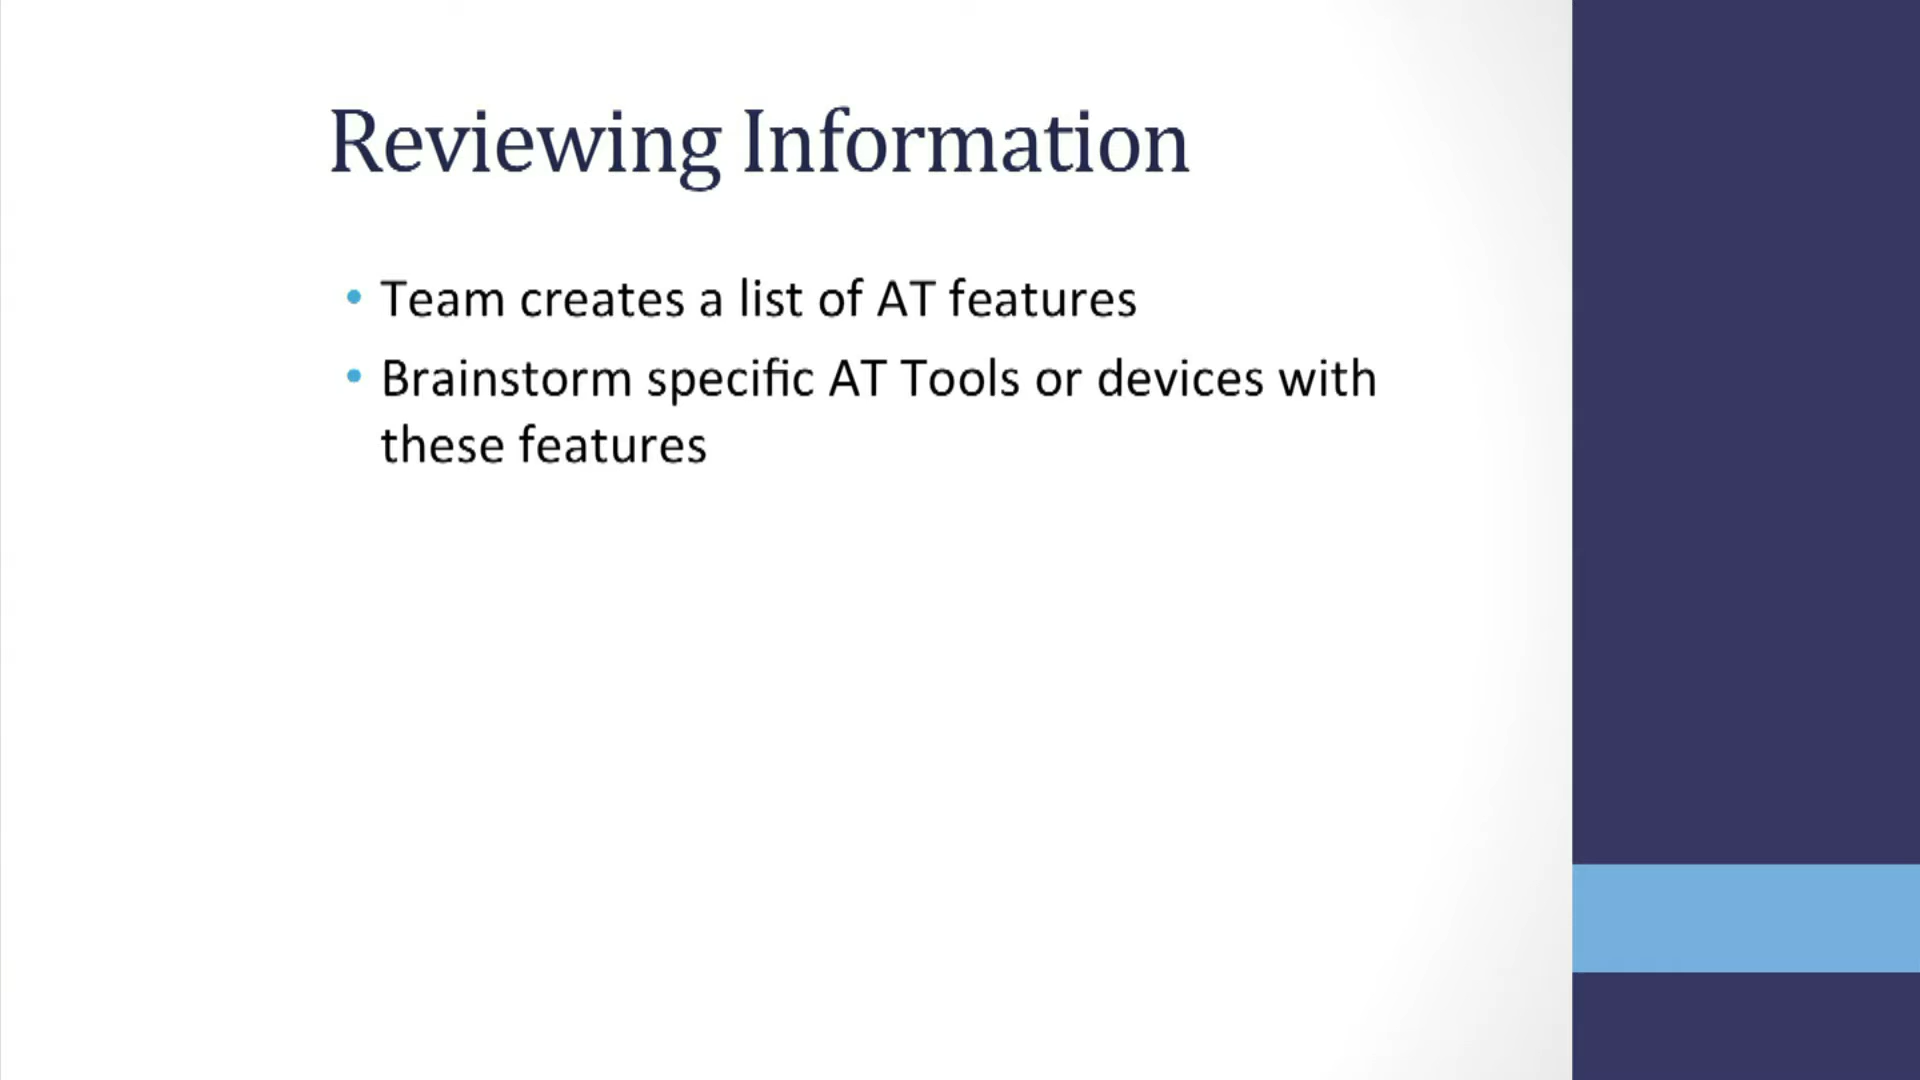 Reviewing Information
• Team creates a list of AT features
• Brainstorm specific AT Tools or devices with
these features